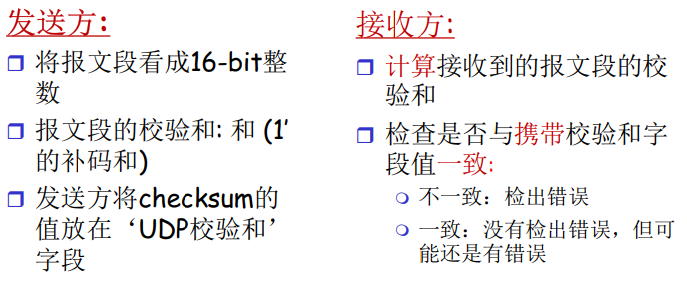 发送方:
将报文段看成16-bit整
数
报文段的校验和: 和 (1’
的补码和)
发送方将checksum的
值放在‘UDP校验和’
字段
接收方:
计算接收到的报文段的校
验和
检查是否与携带校验和字
段值一致:
不一致：检出错误
一致：没有检出错误，但可
能还是有错误